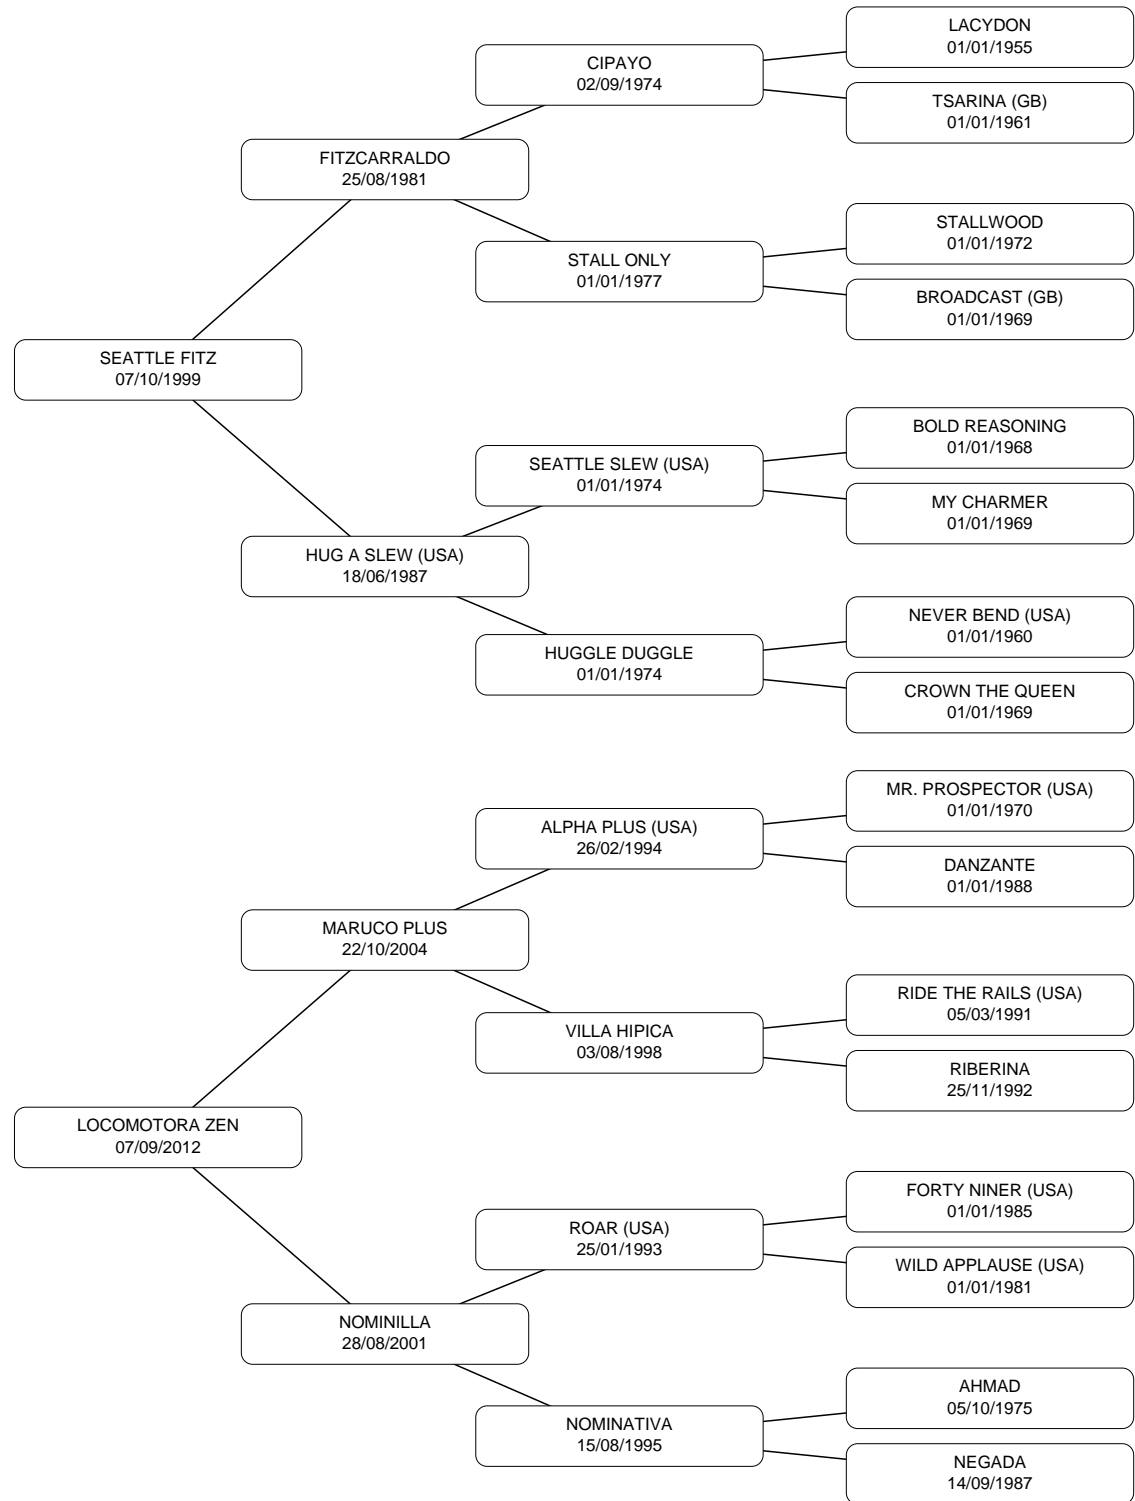 LACYDON
01/01/1955
CIPAYO
02/09/1974
TSARINA (GB)
01/01/1961
FITZCARRALDO
25/08/1981
STALLWOOD
01/01/1972
STALL ONLY
01/01/1977
BROADCAST (GB)
01/01/1969
SEATTLE FITZ
07/10/1999
BOLD REASONING
01/01/1968
SEATTLE SLEW (USA)
01/01/1974
MY CHARMER
01/01/1969
HUG A SLEW (USA)
18/06/1987
NEVER BEND (USA)
01/01/1960
HUGGLE DUGGLE
01/01/1974
CROWN THE QUEEN
01/01/1969
MR. PROSPECTOR (USA)
01/01/1970
ALPHA PLUS (USA)
26/02/1994
DANZANTE
01/01/1988
MARUCO PLUS
22/10/2004
RIDE THE RAILS (USA)
05/03/1991
VILLA HIPICA
03/08/1998
RIBERINA
25/11/1992
LOCOMOTORA ZEN
07/09/2012
FORTY NINER (USA)
01/01/1985
ROAR (USA)
25/01/1993
WILD APPLAUSE (USA)
01/01/1981
NOMINILLA
28/08/2001
AHMAD
05/10/1975
NOMINATIVA
15/08/1995
NEGADA
14/09/1987